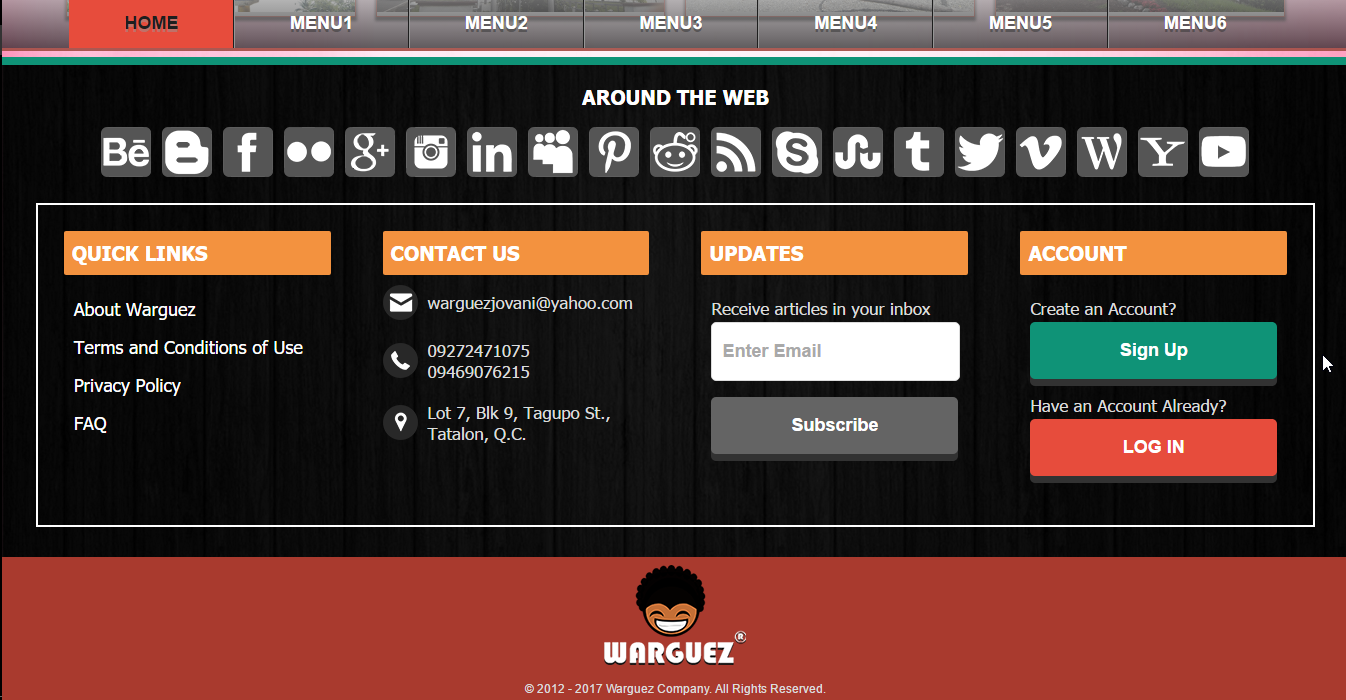 HOME MENU1 MENU2 MENU3 MENU4 MENU5 MENU6
AROUND THE WEB
Bē B f g+ in t W Y
QUICK LINKS
About Warguez
Terms and Conditions of Use
Privacy Policy
FAQ
CONTACT US
warguezjovani@yahoo.com
09272471075
09469076215
Lot 7, Blk 9, Tagupo St.,
Tatalon, Q.C.
UPDATES
Receive articles in your inbox
Enter Email
Subscribe
ACCOUNT
Create an Account?
Sign Up
Have an Account Already?
LOG IN
WARGUEZ®
© 2012 - 2017 Warguez Company. All Rights Reserved.